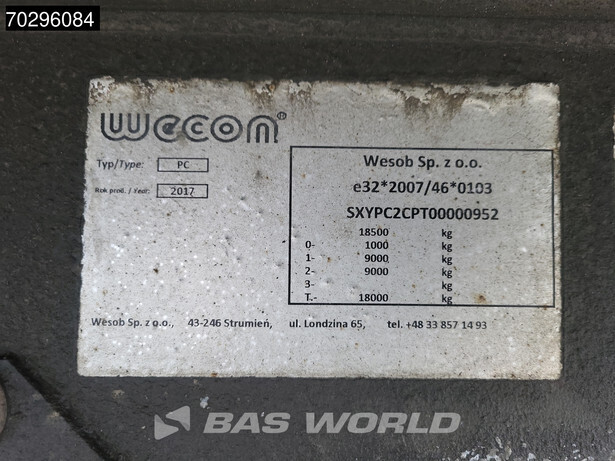 70296084
wecon®
Typ/Type: PC
Rok prod. / Year: 2017
Wesob Sp. z o.o.
e32*2007/46*0103
SXYPC2CPT00000952
18500 kg
0- 1000 kg
1- 9000 kg
2- 9000 kg
3- kg
T.- 18000 kg
Wesob Sp. z o.o., 43-246 Strumień, ul. Londzina 65, tel. +48 33 857 14 93
BAS WORLD